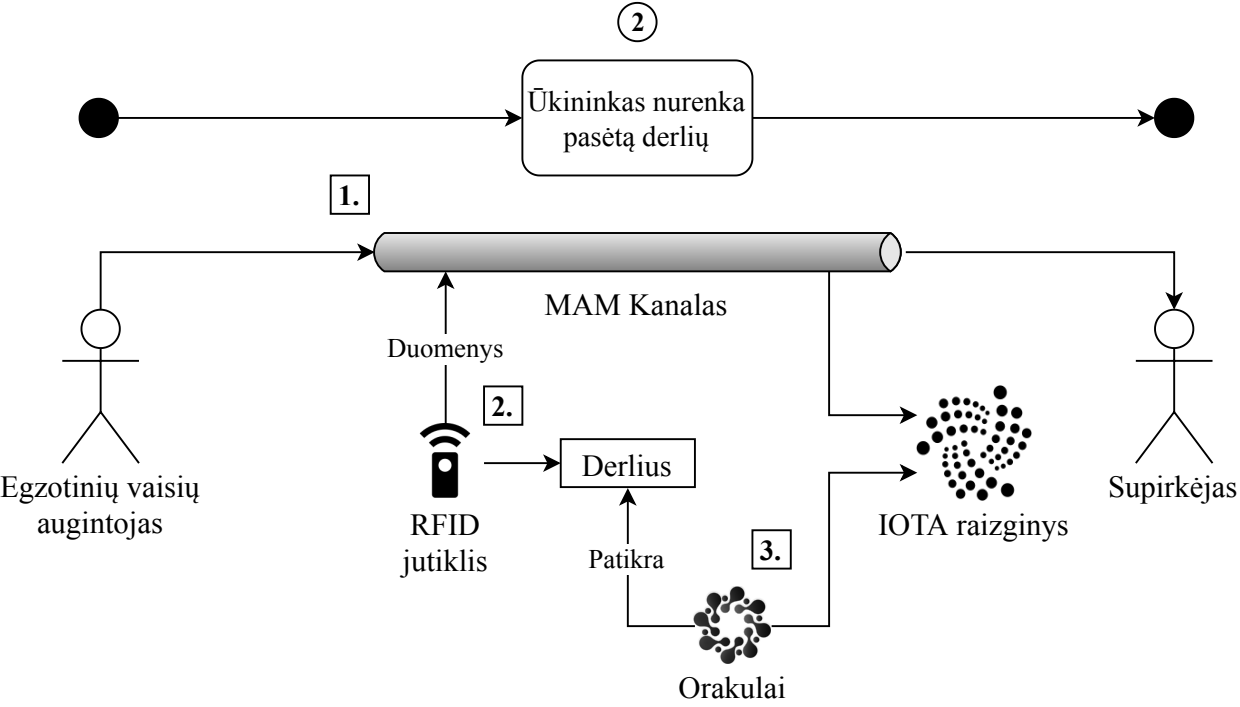 2
Ūkininkas nurenka
pasėtą derlių
1.
MAM Kanalas
Duomenys
2.
Derlius
Egzotinių vaisių
augintojas
RFID
jutiklis
Patikra
3.
IOTA raizginys
Supirkėjas
Orakulai